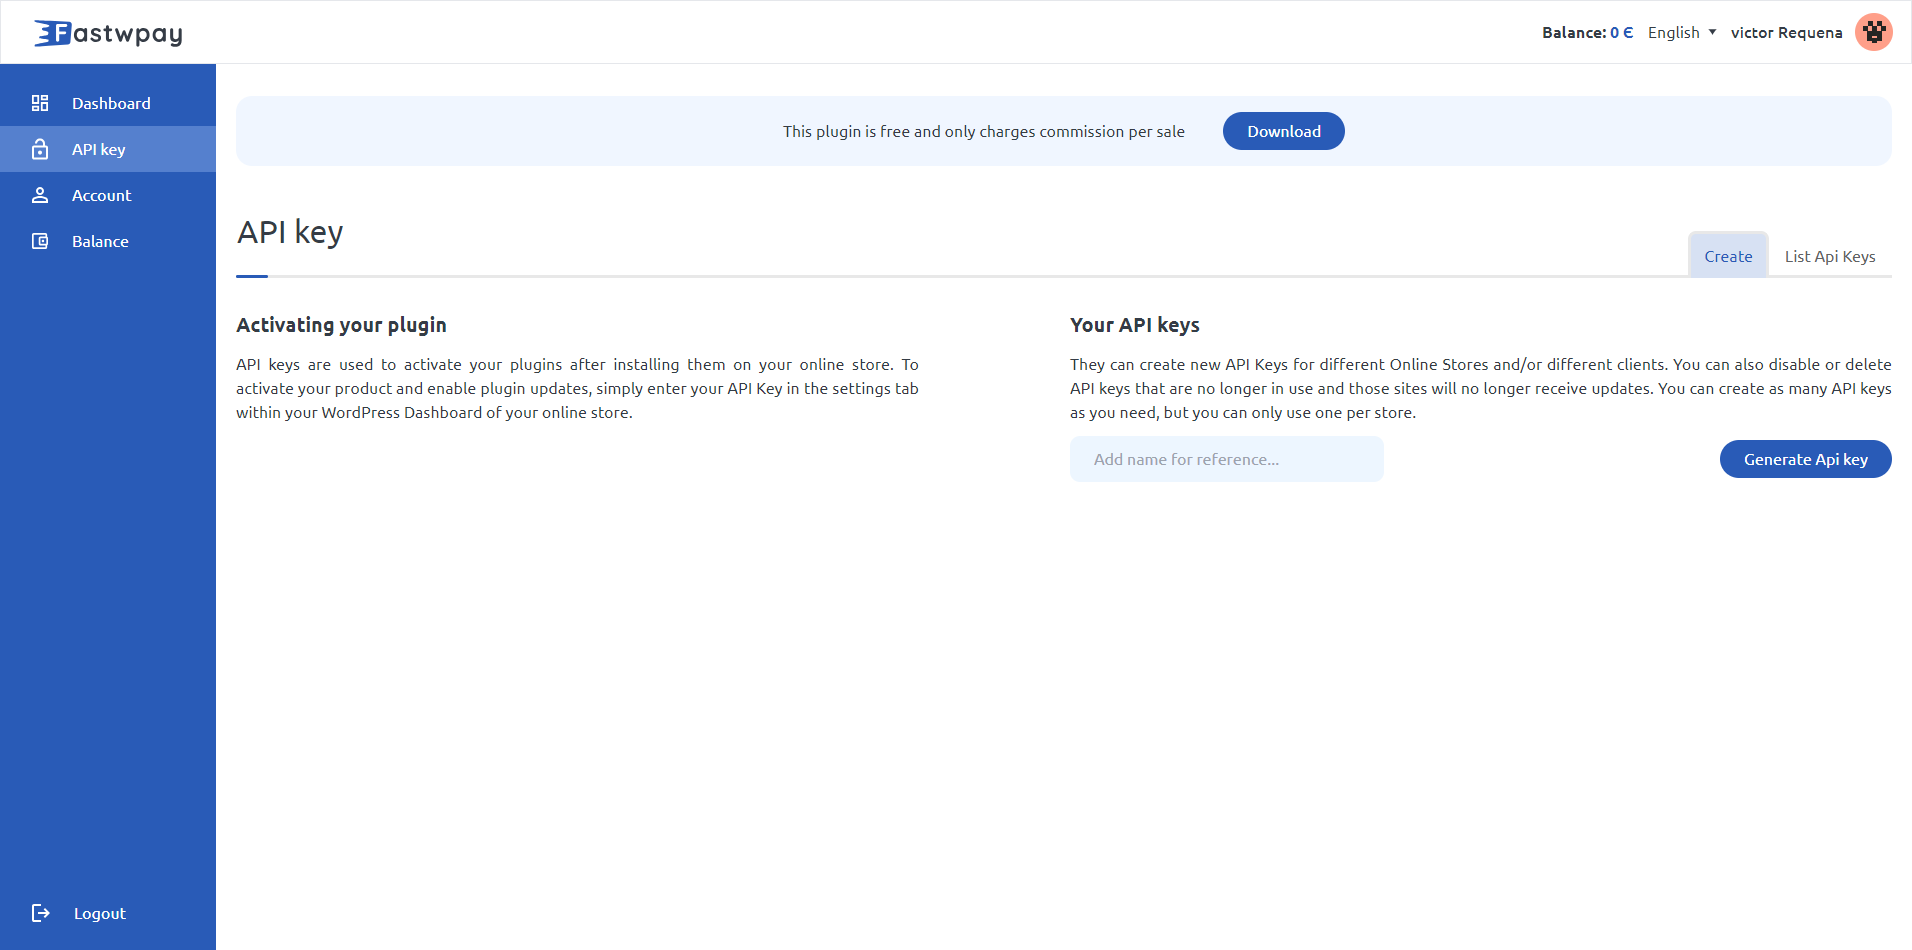 Fastwpay
Balance: 0 € English victor Requena
Dashboard
API key
Account
Balance
Logout
This plugin is free and only charges commission per sale Download
API key
Create List Api Keys
Activating your plugin
API keys are used to activate your plugins after installing them on your online store. To
activate your product and enable plugin updates, simply enter your API Key in the settings tab
within your WordPress Dashboard of your online store.
Your API keys
They can create new API Keys for different Online Stores and/or different clients. You can also disable or delete
API keys that are no longer in use and those sites will no longer receive updates. You can create as many API keys
as you need, but you can only use one per store.
Add name for reference... Generate Api key